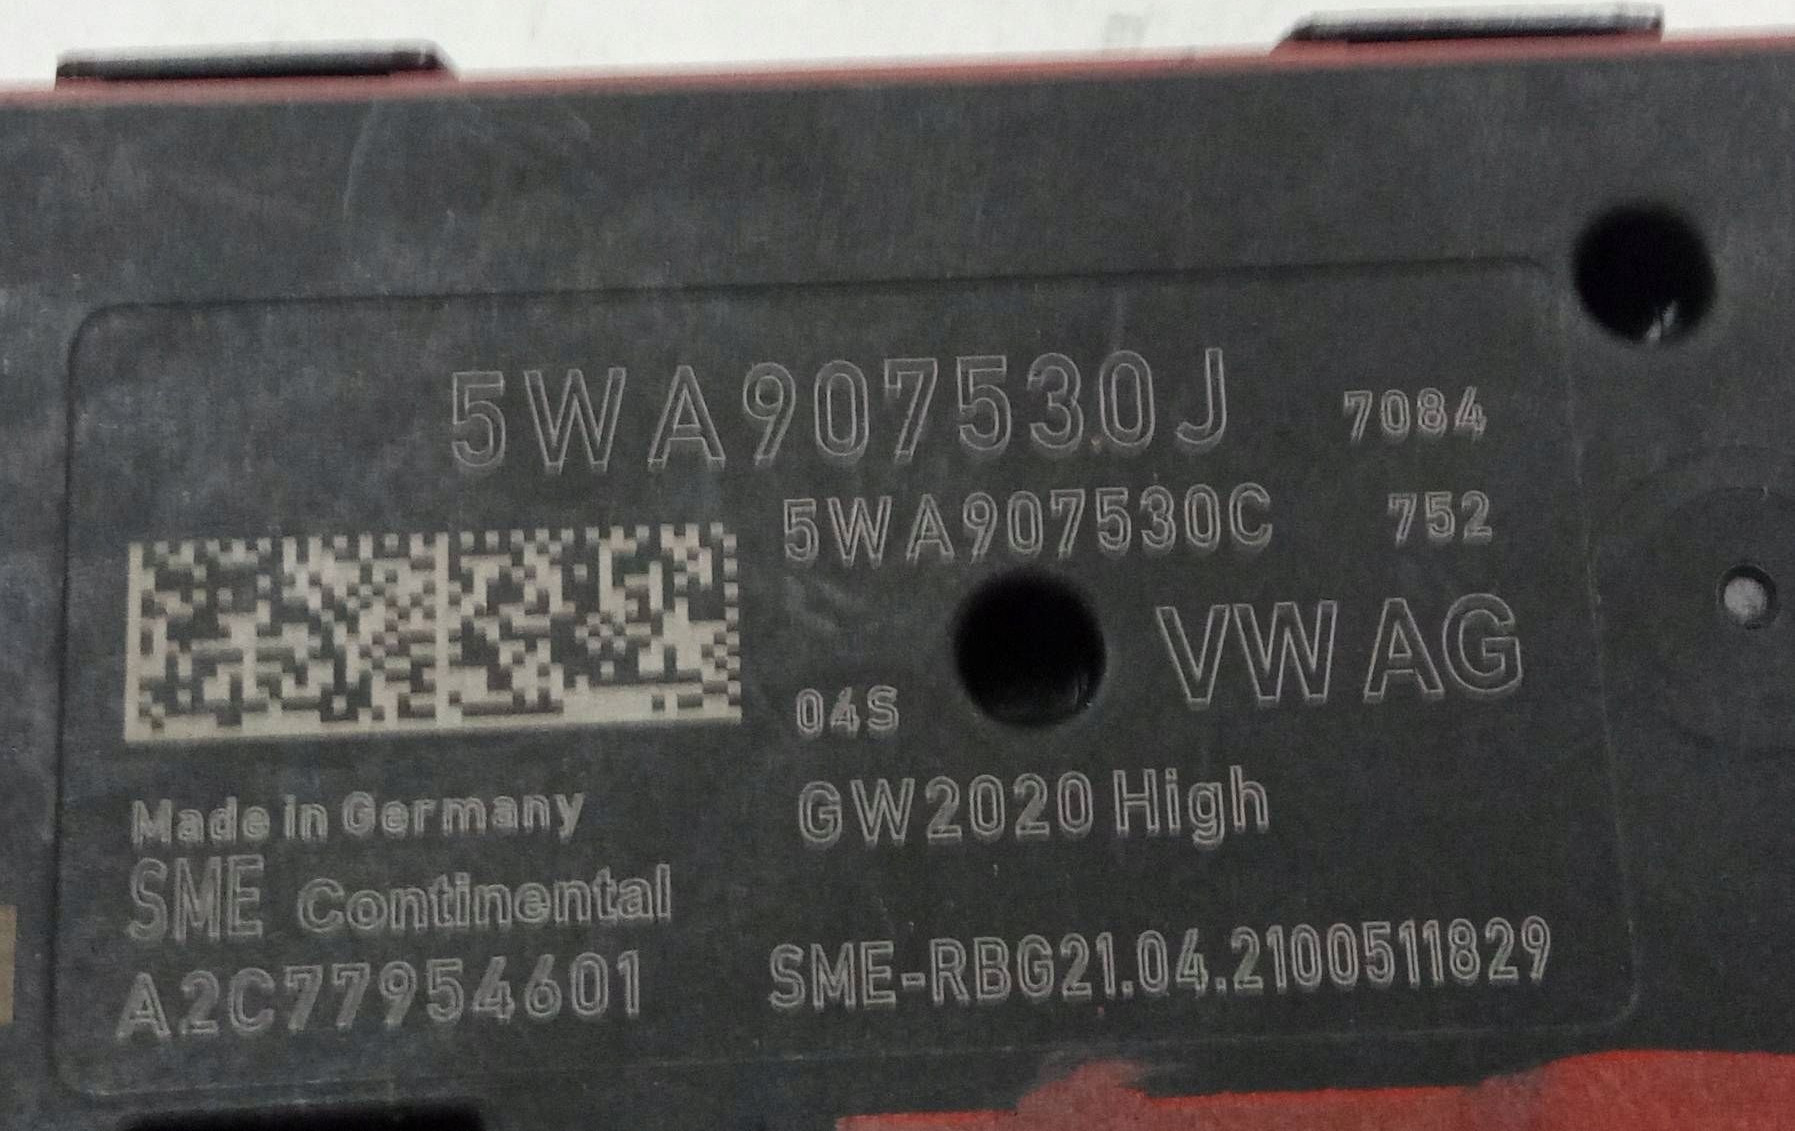 5WA907530J 7084
5WA907530C 752
VW AG
04S
GW2020 High
Made in Germany
SME Continental
A2C77954601
SME-RBG21.04.2100511829